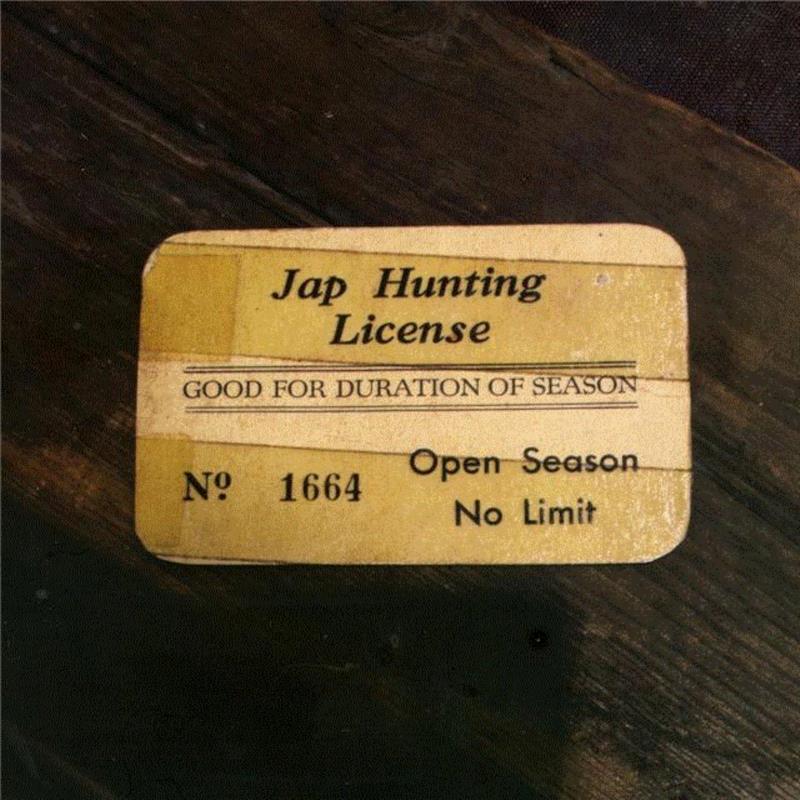 Jap Hunting
License
GOOD FOR DURATION OF SEASON
Nº 1664
Open Season
No Limit